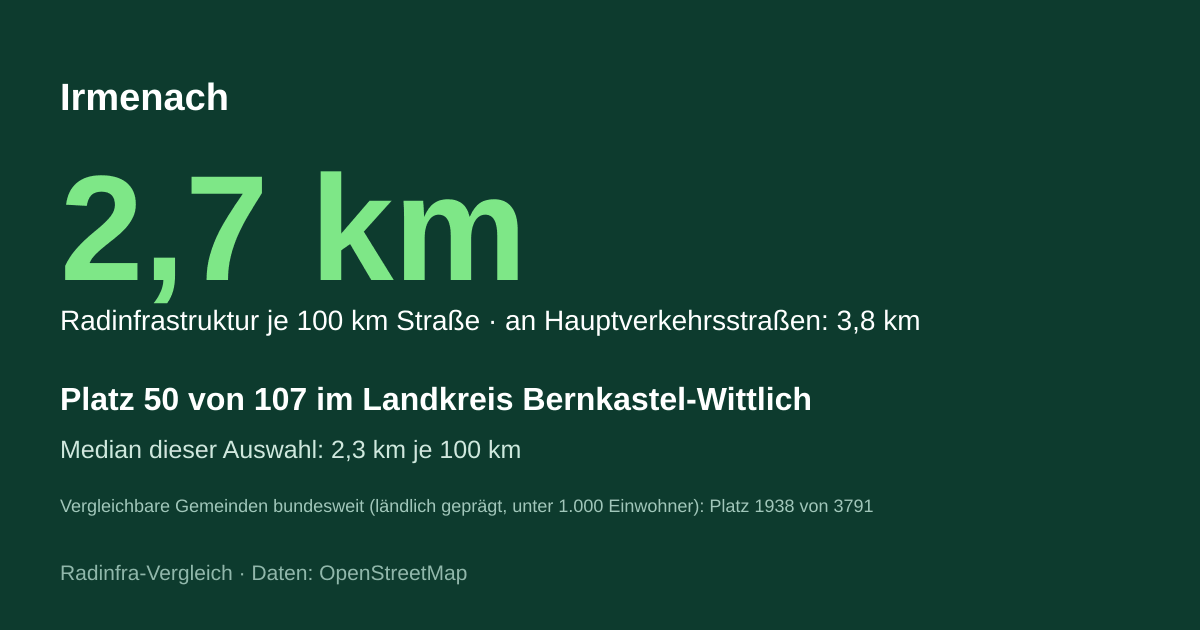 Irmenach
2,7 km
Radinfrastruktur je 100 km Straße · an Hauptverkehrsstraßen: 3,8 km
Platz 50 von 107 im Landkreis Bernkastel-Wittlich
Median dieser Auswahl: 2,3 km je 100 km
Vergleichbare Gemeinden bundesweit (ländlich geprägt, unter 1.000 Einwohner): Platz 1938 von 3791
Radinfra-Vergleich · Daten: OpenStreetMap